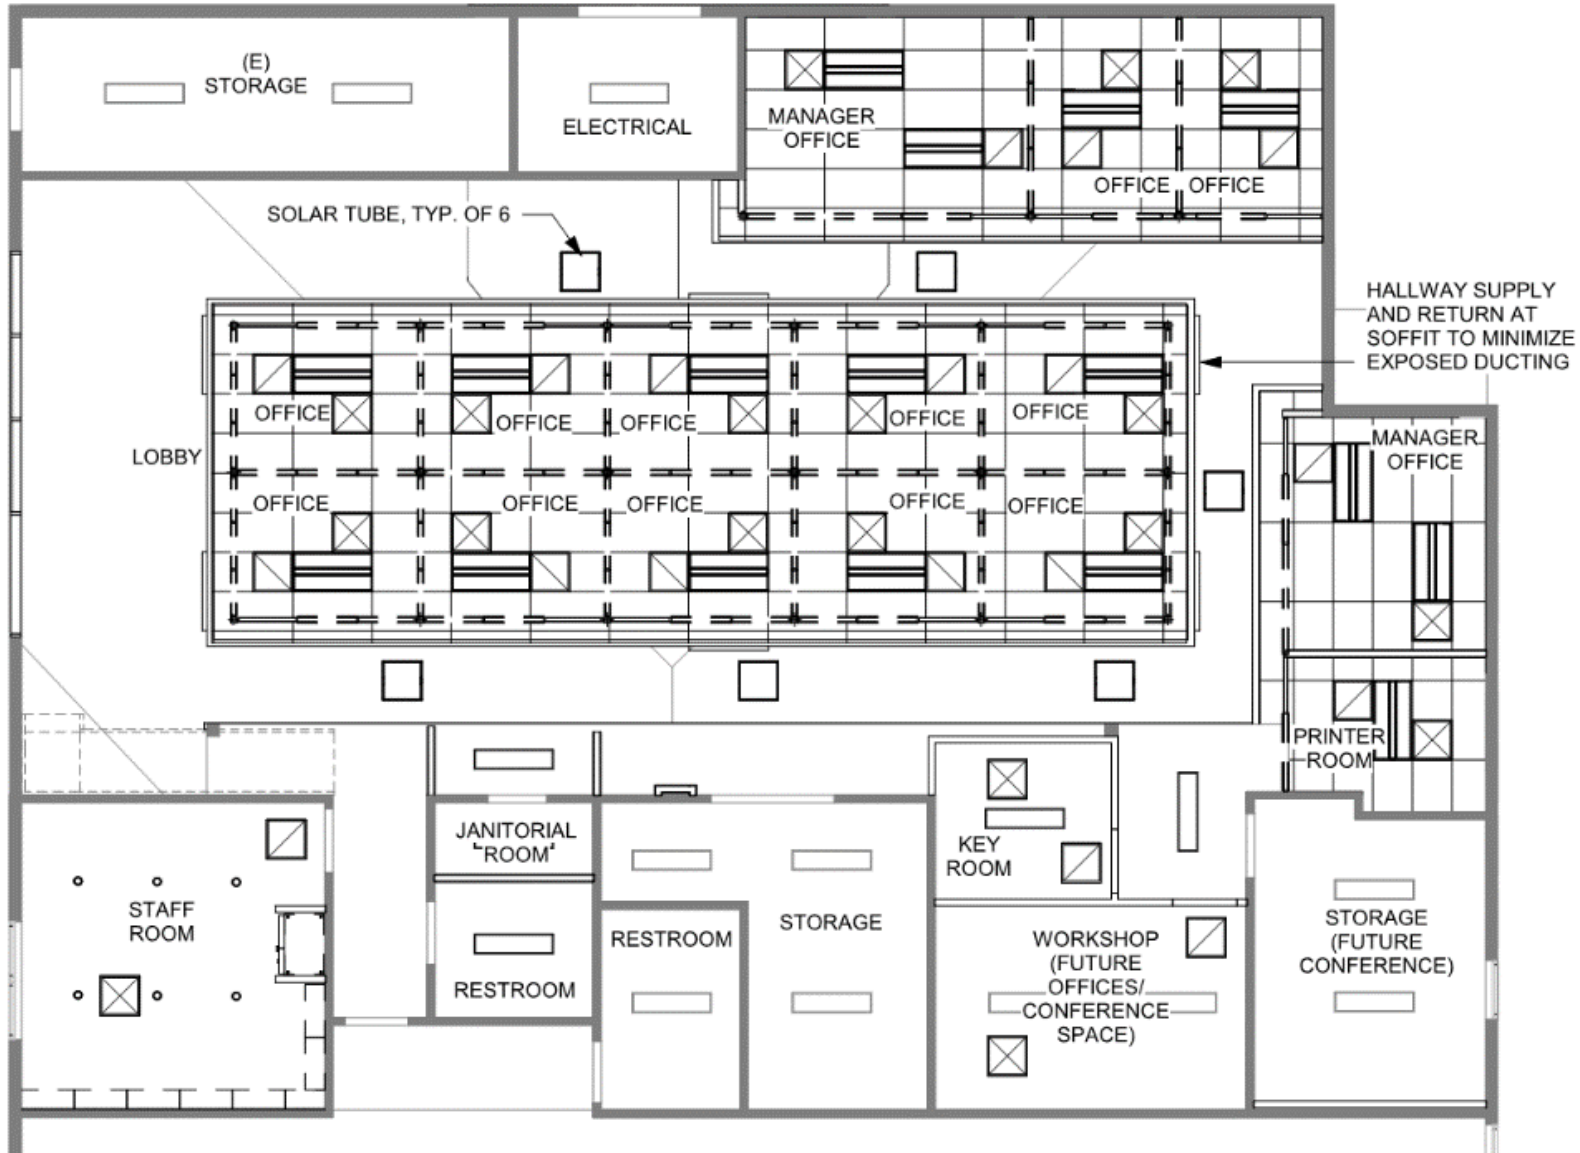 (E)
STORAGE
ELECTRICAL
MANAGER
OFFICE
OFFICE
OFFICE
SOLAR TUBE, TYP. OF 6
HALLWAY SUPPLY
AND RETURN AT
SOFFIT TO MINIMIZE
EXPOSED DUCTING
OFFICE
OFFICE
OFFICE
OFFICE
OFFICE
LOBBY
OFFICE
OFFICE
OFFICE
OFFICE
OFFICE
MANAGER
OFFICE
PRINTER
ROOM
JANITORIAL
ROOM
KEY
ROOM
STAFF
ROOM
RESTROOM
RESTROOM
STORAGE
WORKSHOP
(FUTURE
OFFICES/
CONFERENCE
SPACE)
STORAGE
(FUTURE
CONFERENCE)